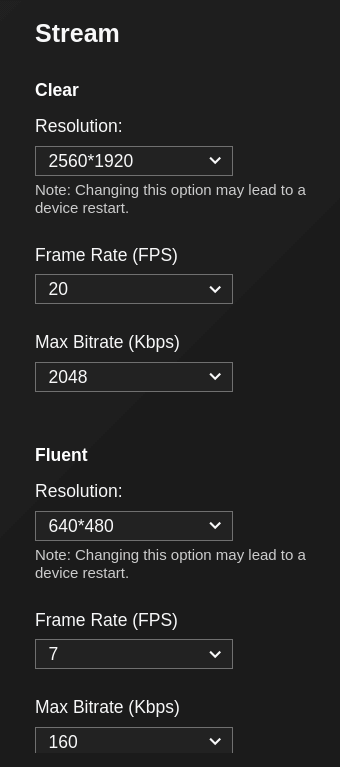 Stream
Clear
Resolution:
2560*1920
Note: Changing this option may lead to a
device restart.
Frame Rate (FPS)
20
Max Bitrate (Kbps)
2048
Fluent
Resolution:
640*480
Note: Changing this option may lead to a
device restart.
Frame Rate (FPS)
7
Max Bitrate (Kbps)
160